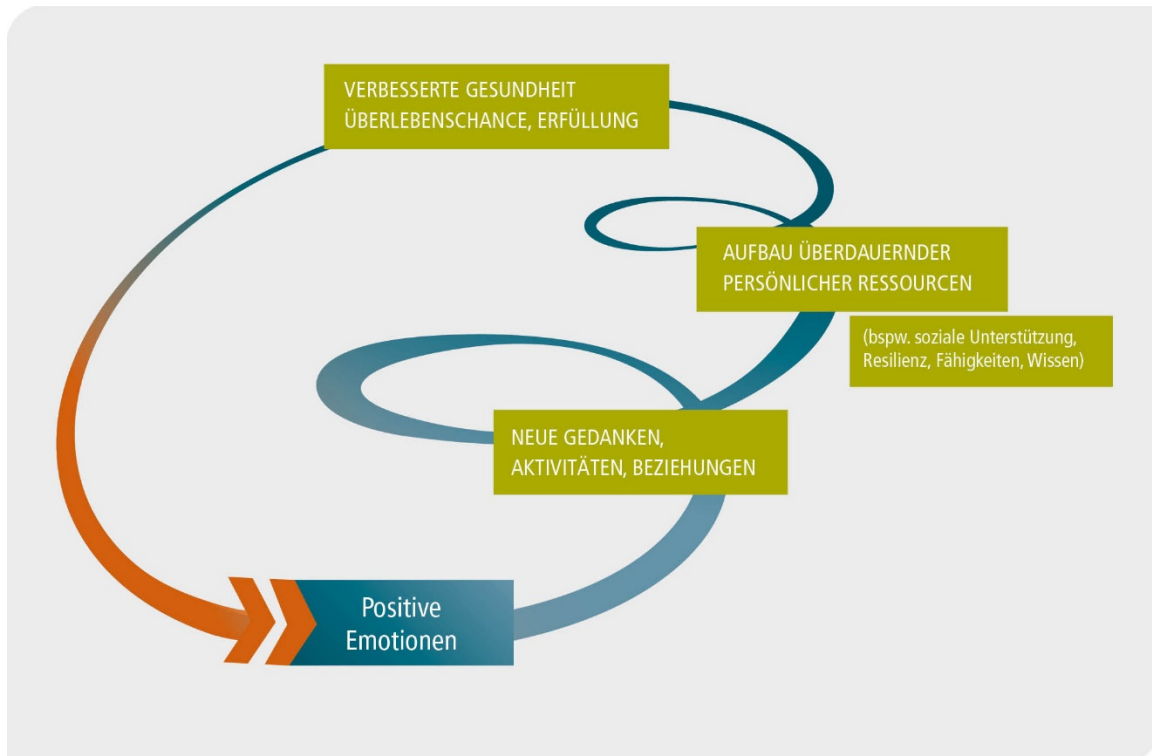 VERBESSERTE GESUNDHEIT
ÜBERLEBENSCHANCE, ERFÜLLUNG
AUFBAU ÜBERDAUERNDER
PERSÖNLICHER RESSOURCEN
(bspw. soziale Unterstützung,
Resilienz, Fähigkeiten, Wissen)
NEUE GEDANKEN,
AKTIVITÄTEN, BEZIEHUNGEN
Positive
Emotionen